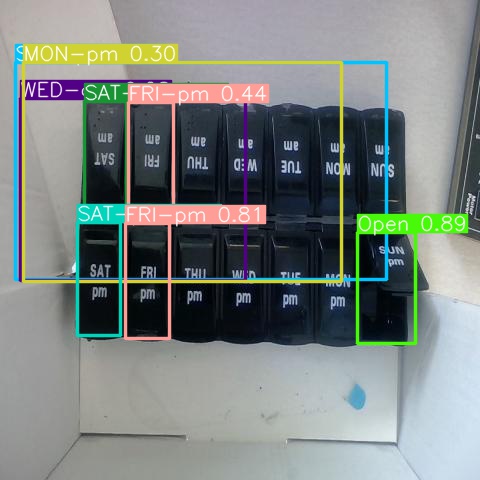 MON-pm 0.30
WED-
SAT-FRI-pm 0.44
SAT am
FRI am
THU am
WED am
TUE am
MON am
SUN am
SAT-FRI-pm 0.81
Open 0.89
SAT pm
FRI pm
THU pm
WED pm
TUE pm
MON pm
SUN pm